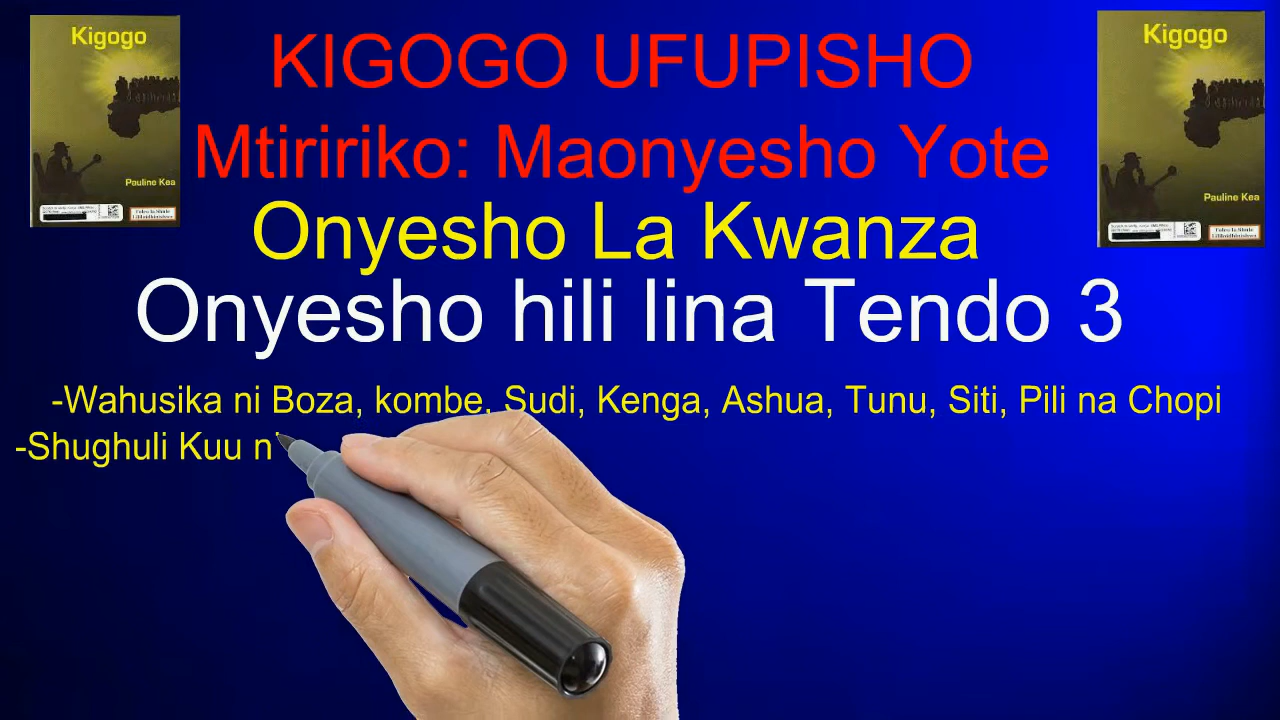 Kigogo
Pauline Kea
KIGOGO UFUPISHO
Mtiririko: Maonyesho Yote
Onyesho La Kwanza
Onyesho hili lina Tendo 3
-Wahusika ni Boza, kombe, Sudi, Kenga, Ashua, Tunu, Siti, Pili na Chopi
-Shughuli Kuu n
Kigogo
Pauline Kea